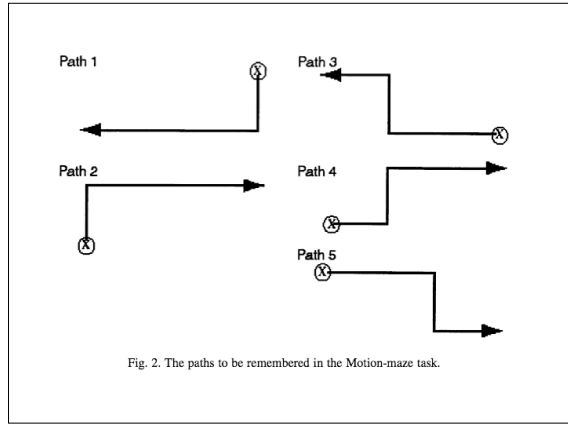 Path 1
X
Path 2
X
Path 3
X
Path 4
X
Path 5
X
Fig. 2. The paths to be remembered in the Motion-maze task.